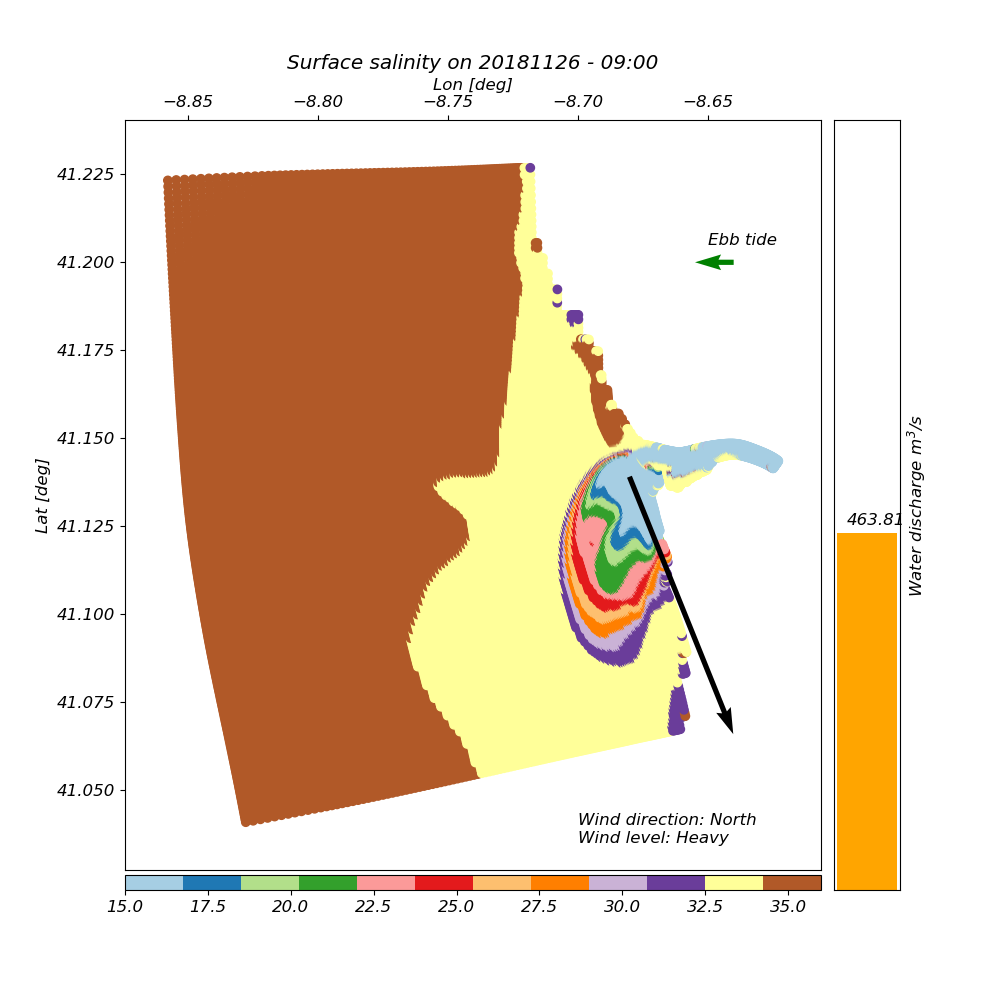 Surface salinity on 20181126 - 09:00
Lon [deg]
−8.85 −8.80 −8.75 −8.70 −8.65
41.225
41.200
41.175
41.150
41.125
41.100
41.075
41.050
Lat [deg]
Ebb tide
463.81
Water discharge m³/s
Wind direction: North
Wind level: Heavy
15.0 17.5 20.0 22.5 25.0 27.5 30.0 32.5 35.0